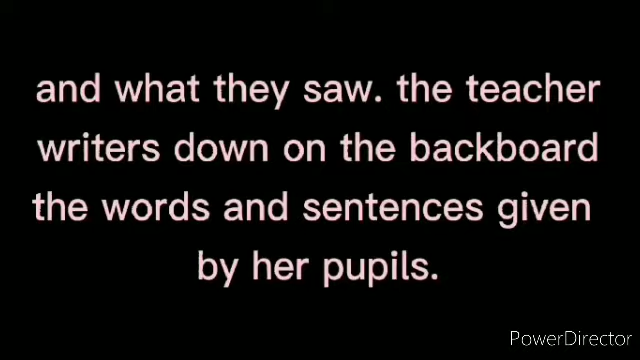 and what they saw. the teacher
writers down on the backboard
the words and sentences given
by her pupils.
PowerDirector